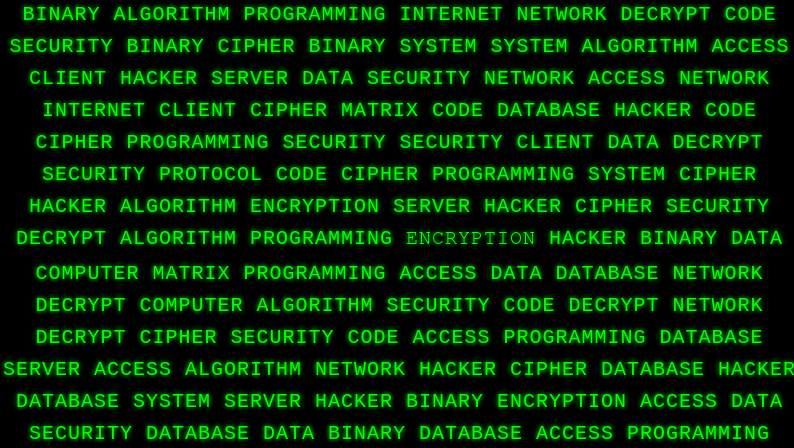 BINARY ALGORITHM PROGRAMMING INTERNET NETWORK DECRYPT CODE
SECURITY BINARY CIPHER BINARY SYSTEM SYSTEM ALGORITHM ACCESS
CLIENT HACKER SERVER DATA SECURITY NETWORK ACCESS NETWORK
INTERNET CLIENT CIPHER MATRIX CODE DATABASE HACKER CODE
CIPHER PROGRAMMING SECURITY SECURITY CLIENT DATA DECRYPT
SECURITY PROTOCOL CODE CIPHER PROGRAMMING SYSTEM CIPHER
HACKER ALGORITHM ENCRYPTION SERVER HACKER CIPHER SECURITY
DECRYPT ALGORITHM PROGRAMMING ENCRYPTION HACKER BINARY DATA
COMPUTER MATRIX PROGRAMMING ACCESS DATA DATABASE NETWORK
DECRYPT COMPUTER ALGORITHM SECURITY CODE DECRYPT NETWORK
DECRYPT CIPHER SECURITY CODE ACCESS PROGRAMMING DATABASE
SERVER ACCESS ALGORITHM NETWORK HACKER CIPHER DATABASE HACKER
DATABASE SYSTEM SERVER HACKER BINARY ENCRYPTION ACCESS DATA
SECURITY DATABASE DATA BINARY DATABASE ACCESS PROGRAMMING